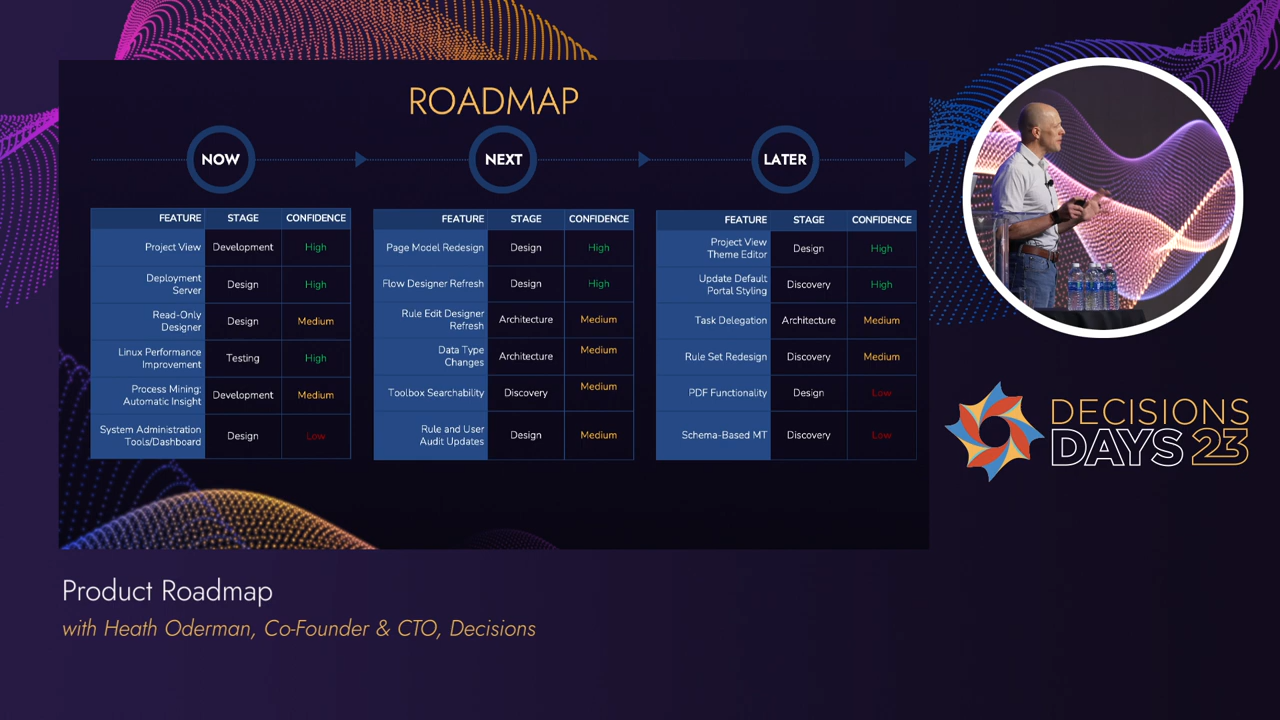 ROADMAP
NOW
NEXT
LATER
FEATURE STAGE CONFIDENCE
Project View Development High
Deployment
Server Design High
Read-Only
Designer Design Medium
Linux Performance
Improvement Testing High
Process Mining:
Automatic Insight Development Medium
System Administration
Tools/Dashboard Design Low
FEATURE STAGE CONFIDENCE
Page Model Redesign Design High
Flow Designer Refresh Design High
Rule Edit Designer
Refresh Architecture Medium
Data Type
Changes Architecture Medium
Toolbox Searchability Discovery Medium
Rule and User
Audit Updates Design Medium
FEATURE STAGE CONFIDENCE
Project View
Theme Editor Design High
Update Default
Portal Styling Discovery High
Task Delegation Architecture Medium
Rule Set Redesign Discovery Medium
PDF Functionality Design Low
Schema-Based MT Discovery Low
DECISIONS
DAYS 23
Product Roadmap
with Heath Oderman, Co-Founder & CTO, Decisions